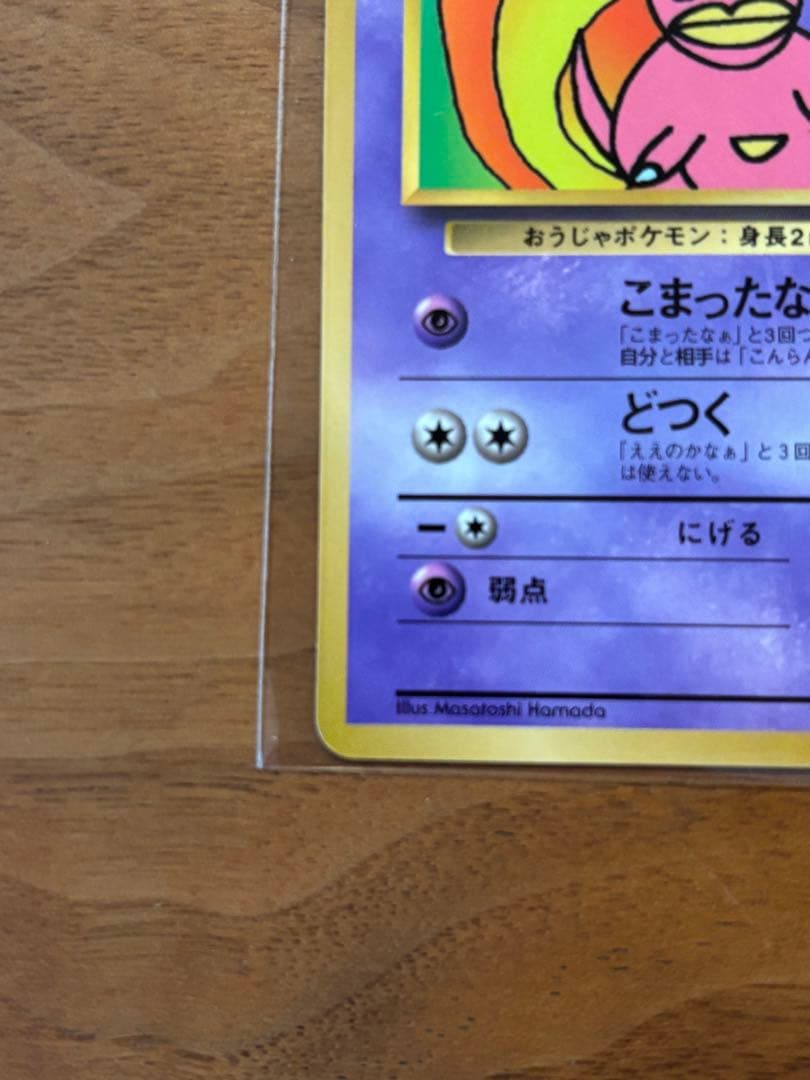 おうじゃポケモン：身長2
こまったな
「こまったなぁ」と3回つ
自分と相手は「こんらん
どつく
「ええのかなぁ」と3回
は使えない。
にげる
弱点
Illus. Masatoshi Hamada